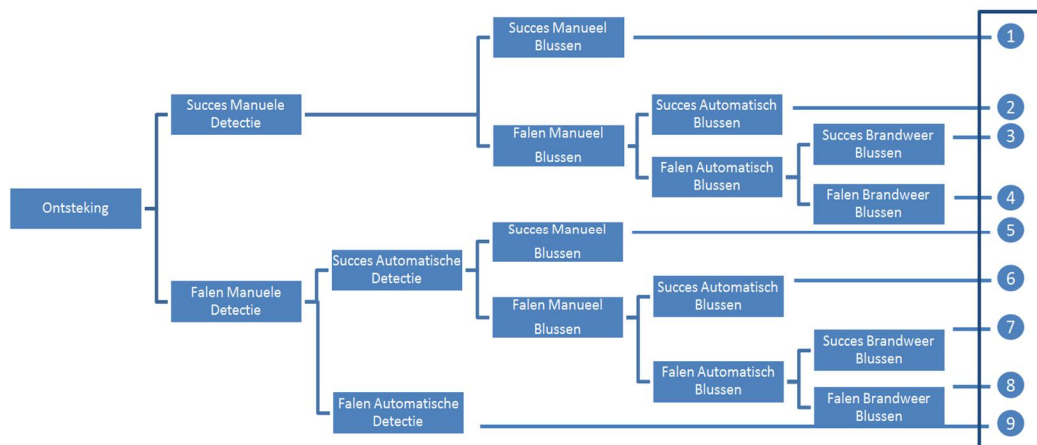 Succes Manueel
Blussen
1
Succes Manuele
Detectie
Succes Automatisch
Blussen
2
Falen Manueel
Blussen
Succes Brandweer
Blussen
3
Falen Automatisch
Blussen
Ontsteking
Falen Brandweer
Blussen
4
Succes Manueel
Blussen
5
Succes Automatische
Detectie
Falen Manuele
Detectie
Succes Automatisch
Blussen
6
Falen Manueel
Blussen
Succes Brandweer
Blussen
7
Falen Automatisch
Blussen
Falen Brandweer
Blussen
8
Falen Automatische
Detectie
9